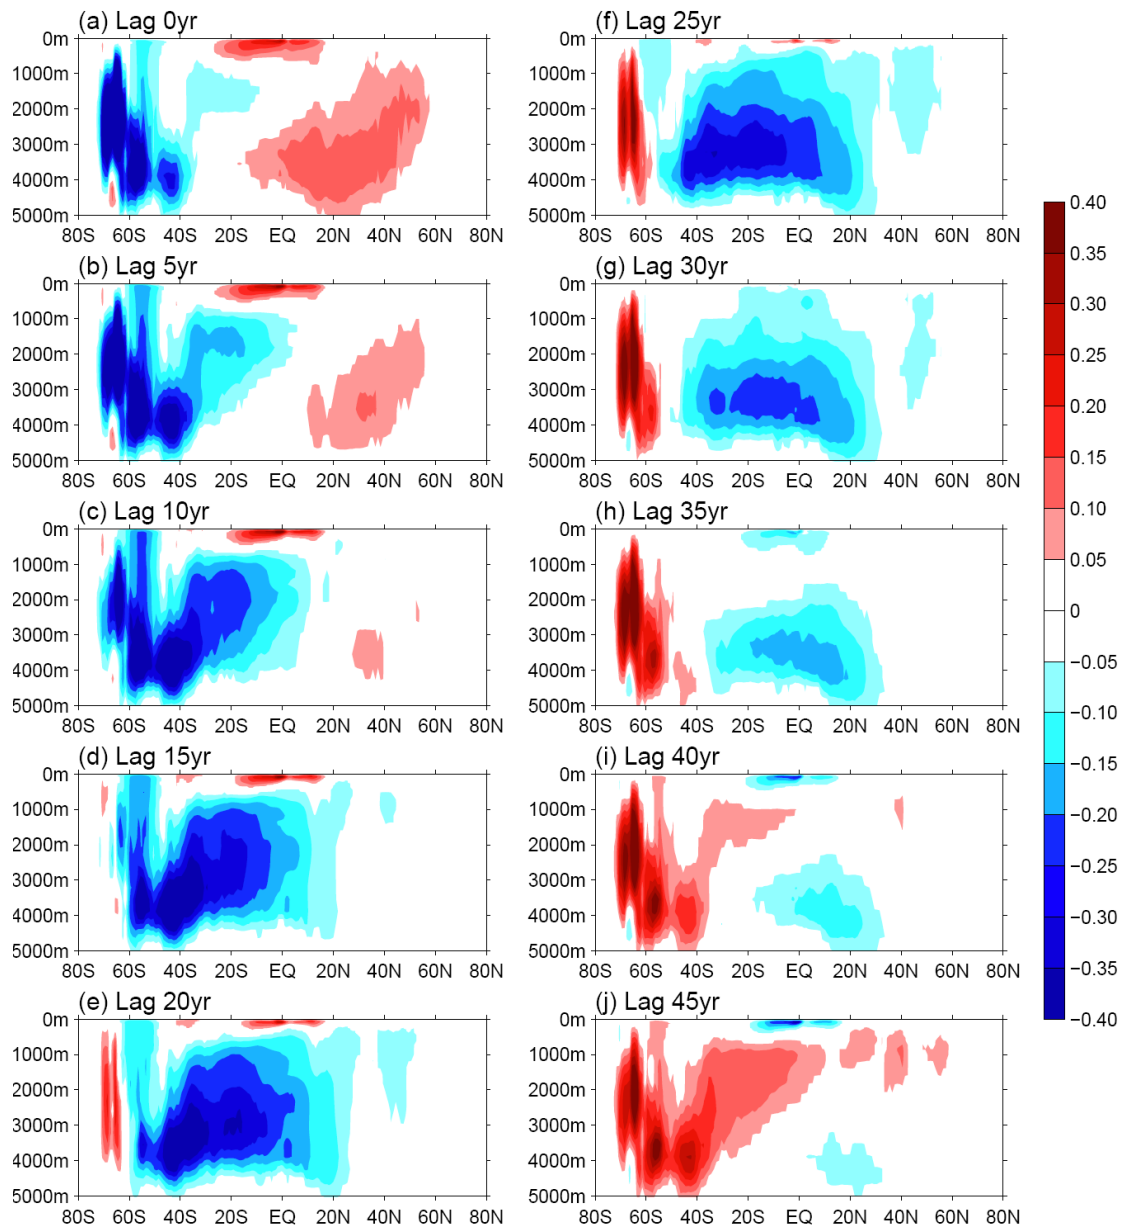 (a) Lag 0yr
0m
1000m
2000m
3000m
4000m
5000m
80S 60S 40S 20S EQ 20N 40N 60N 80N
(b) Lag 5yr
0m
1000m
2000m
3000m
4000m
5000m
80S 60S 40S 20S EQ 20N 40N 60N 80N
(c) Lag 10yr
0m
1000m
2000m
3000m
4000m
5000m
80S 60S 40S 20S EQ 20N 40N 60N 80N
(d) Lag 15yr
0m
1000m
2000m
3000m
4000m
5000m
80S 60S 40S 20S EQ 20N 40N 60N 80N
(e) Lag 20yr
0m
1000m
2000m
3000m
4000m
5000m
80S 60S 40S 20S EQ 20N 40N 60N 80N
(f) Lag 25yr
0m
1000m
2000m
3000m
4000m
5000m
80S 60S 40S 20S EQ 20N 40N 60N 80N
(g) Lag 30yr
0m
1000m
2000m
3000m
4000m
5000m
80S 60S 40S 20S EQ 20N 40N 60N 80N
(h) Lag 35yr
0m
1000m
2000m
3000m
4000m
5000m
80S 60S 40S 20S EQ 20N 40N 60N 80N
(i) Lag 40yr
0m
1000m
2000m
3000m
4000m
5000m
80S 60S 40S 20S EQ 20N 40N 60N 80N
(j) Lag 45yr
0m
1000m
2000m
3000m
4000m
5000m
80S 60S 40S 20S EQ 20N 40N 60N 80N
0.40
0.35
0.30
0.25
0.20
0.15
0.10
0.05
0
−0.05
−0.10
−0.15
−0.20
−0.25
−0.30
−0.35
−0.40